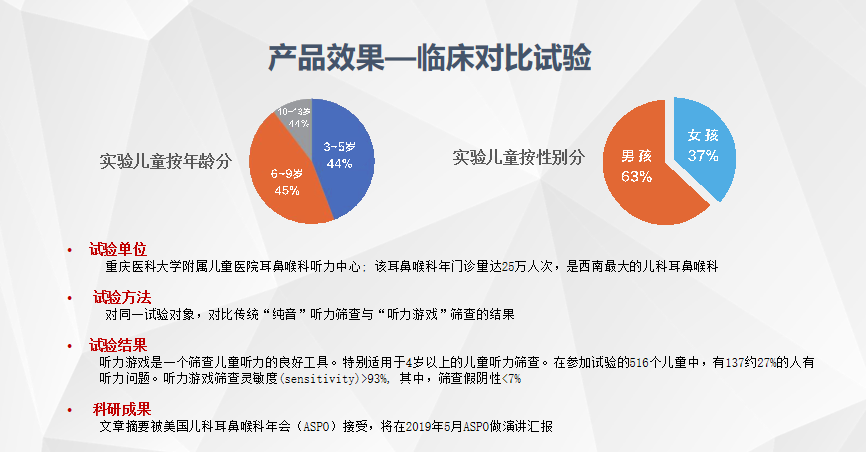 产品效果—临床对比试验
10-13岁
44%
3~5岁
44%
6~9岁
45%
实验儿童按年龄分
实验儿童按性别分
女孩
37%
男孩
63%
• 试验单位
重庆医科大学附属儿童医院耳鼻喉科听力中心; 该耳鼻喉科年门诊量达25万人次，是西南最大的儿科耳鼻喉科
• 试验方法
对同一试验对象，对比传统“纯音”听力筛查与“听力游戏”筛查的结果
• 试验结果
听力游戏是一个筛查儿童听力的良好工具。特别适用于4岁以上的儿童听力筛查。在参加试验的516个儿童中，有137约27%的人有
听力问题。听力游戏筛查灵敏度(sensitivity)>93%, 其中，筛查假阴性<7%
• 科研成果
文章摘要被美国儿科耳鼻喉科年会（ASPO）接受，将在2019年5月ASPO做演讲汇报